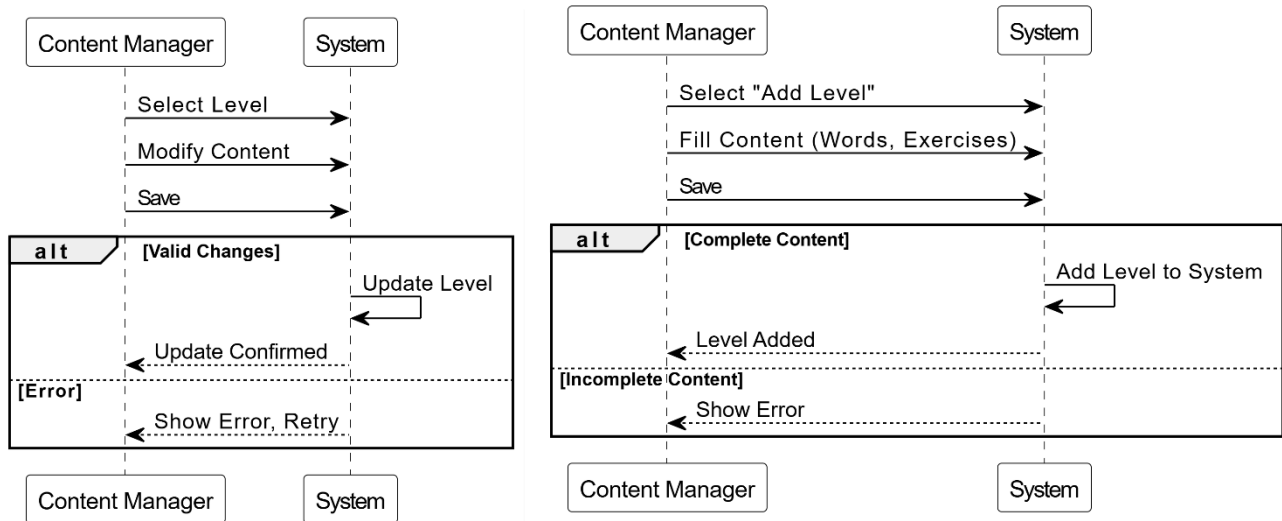 Content Manager
System
Select Level
Modify Content
Save
alt
[Valid Changes]
Update Level
Update Confirmed
[Error]
Show Error, Retry
Content Manager
System
Content Manager
System
Select "Add Level"
Fill Content (Words, Exercises)
Save
alt
[Complete Content]
Add Level to System
Level Added
[Incomplete Content]
Show Error
Content Manager
System